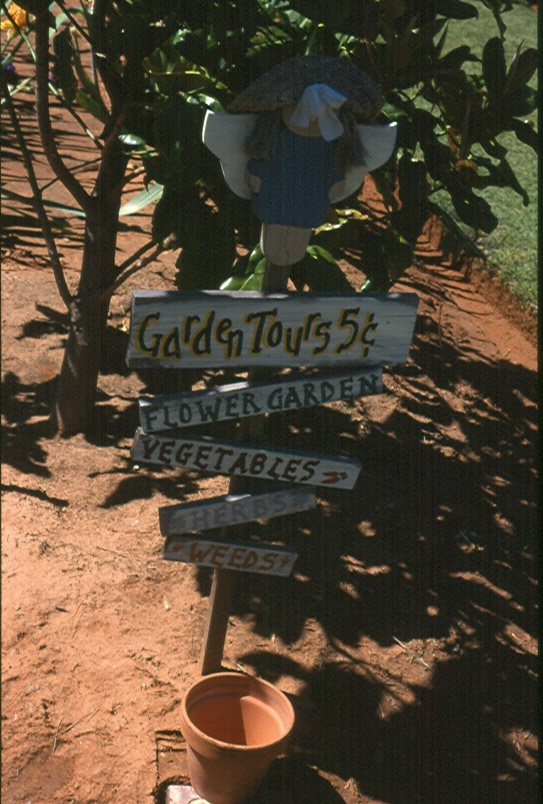 Garden Tours 5¢
FLOWER GARDEN
VEGETABLES
HERBS
WEEDS